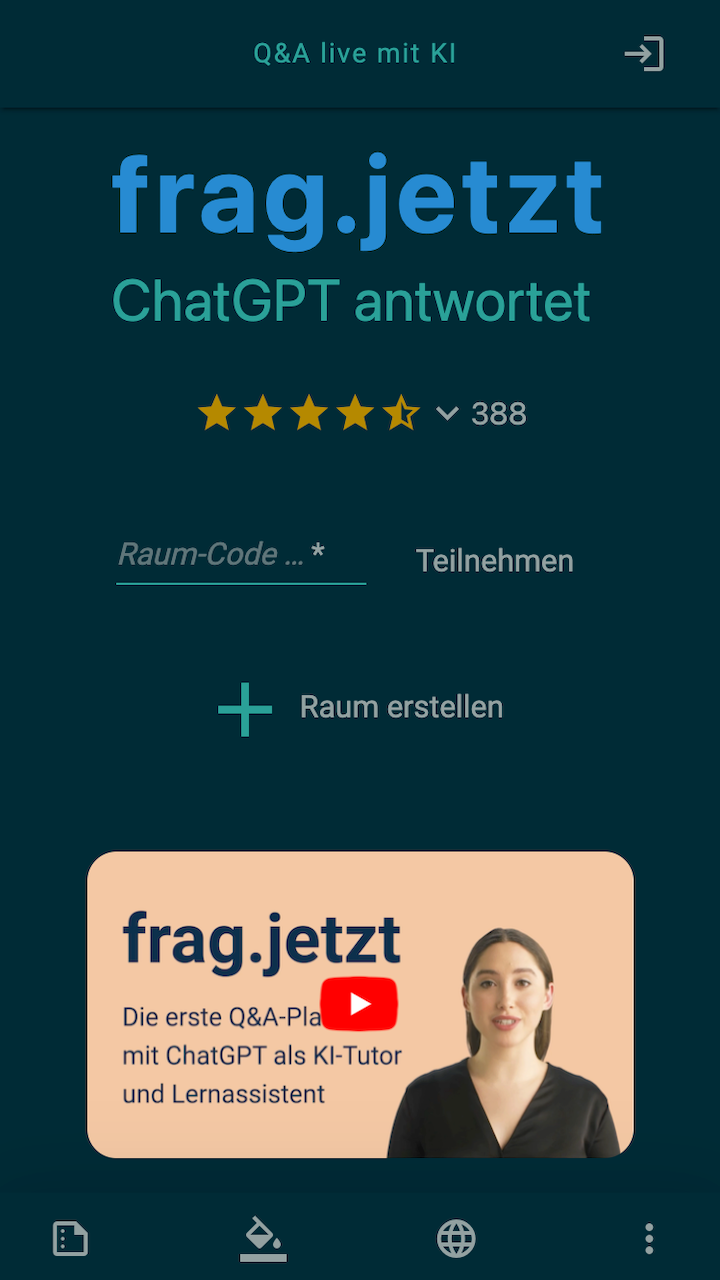 Q&A live mit KI
frag.jetzt
ChatGPT antwortet
388
Raum-Code ... *
Teilnehmen
Raum erstellen
frag.jetzt
Die erste Q&A-Pla
mit ChatGPT als KI-Tutor
und Lernassistent